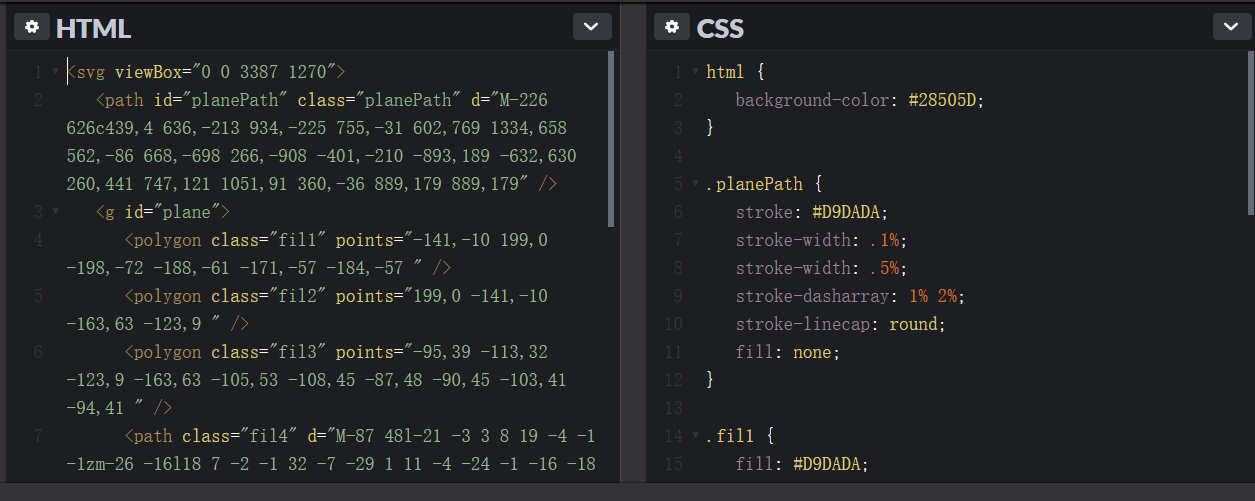 HTML
1 <svg viewBox="0 0 3387 1270">
2 <path id="planePath" class="planePath" d="M-226
626c439,4 636,-213 934,-225 755,-31 602,769 1334,658
562,-86 668,-698 266,-908 -401,-210 -893,189 -632,630
260,441 747,121 1051,91 360,-36 889,179 889,179" />
3 <g id="plane">
4 <polygon class="fil1" points="-141,-10 199,0
-198,-72 -188,-61 -171,-57 -184,-57 " />
5 <polygon class="fil2" points="199,0 -141,-10
-163,63 -123,9 " />
6 <polygon class="fil3" points="-95,39 -113,32
-123,9 -163,63 -105,53 -108,45 -87,48 -90,45 -103,41
-94,41 " />
7 <path class="fil4" d="M-87 48l-21 -3 3 8 19 -4 -1
-1zm-26 -16l18 7 -2 -1 32 -7 -29 1 11 -4 -24 -1 -16 -18
CSS
1 html {
2 background-color: #28505D;
3 }
4
5 .planePath {
6 stroke: #D9DADA;
7 stroke-width: .1%;
8 stroke-width: .5%;
9 stroke-dasharray: 1% 2%;
10 stroke-linecap: round;
11 fill: none;
12 }
13
14 .fil1 {
15 fill: #D9DADA;